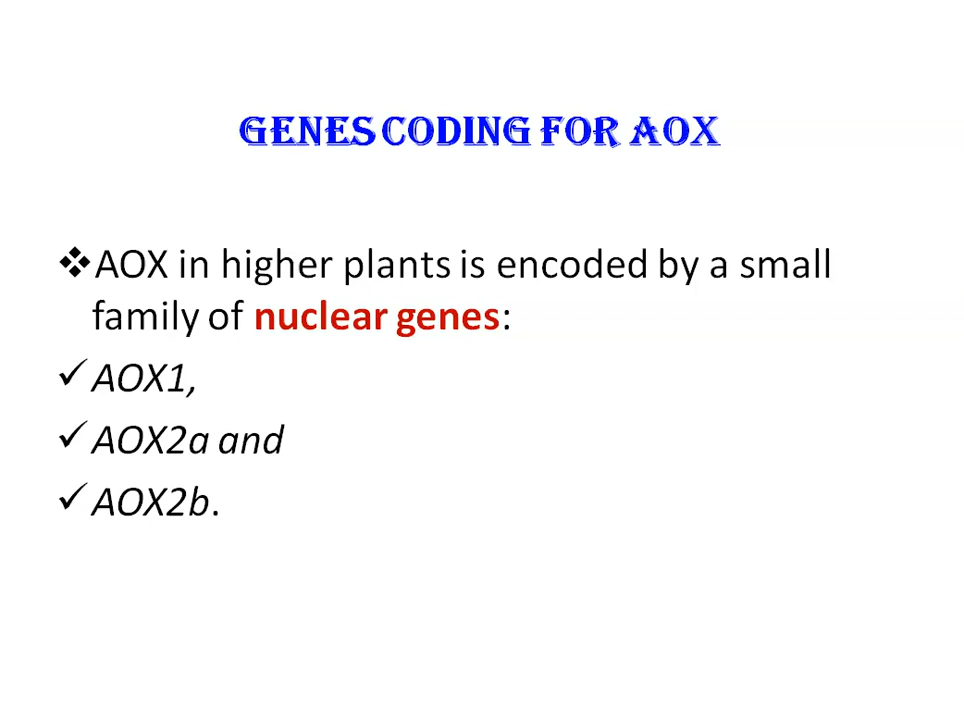 GENES CODING FOR AOX
❖AOX in higher plants is encoded by a small
family of nuclear genes:
✓AOX1,
✓AOX2a and
✓AOX2b.